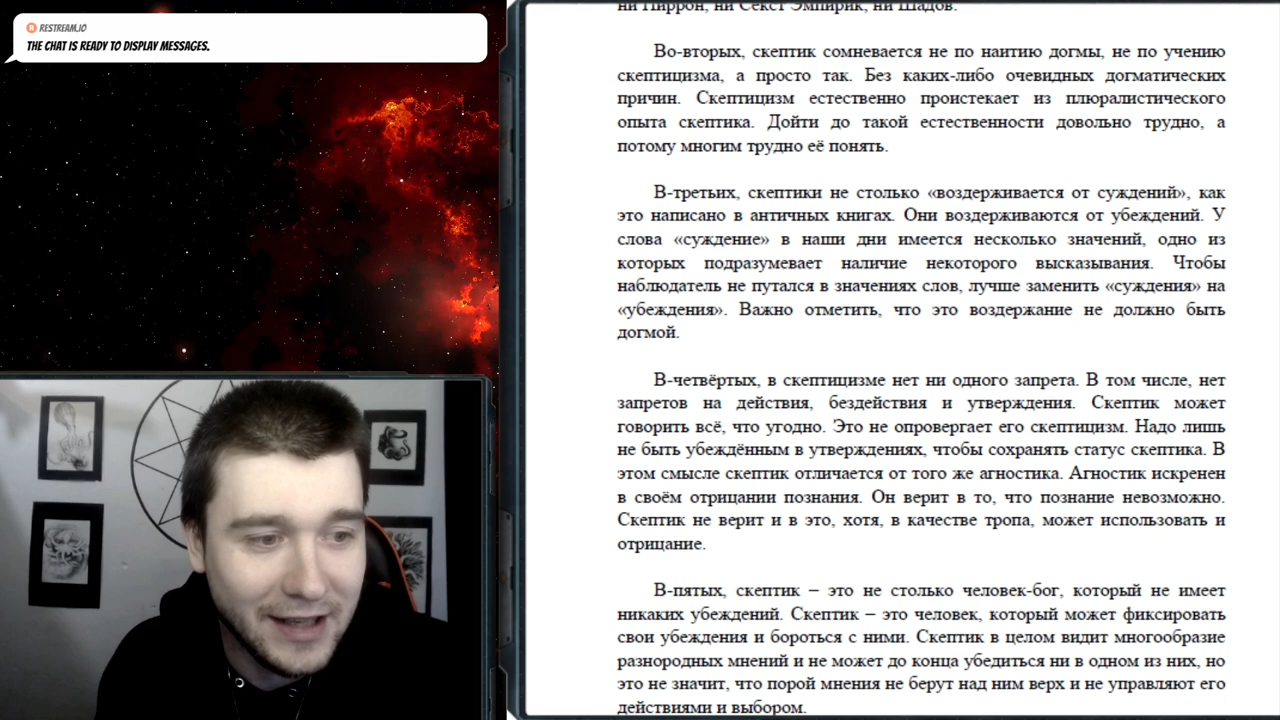 RESTREAM.IO
THE CHAT IS READY TO DISPLAY MESSAGES.
ни Пиррон, ни Секст Эмпирик, ни Шадов.
Во-вторых, скептик сомневается не по наитию догмы, не по учению
скептицизма, а просто так. Без каких-либо очевидных догматических
причин. Скептицизм естественно проистекает из плюралистического
опыта скептика. Дойти до такой естественности довольно трудно, а
потому многим трудно её понять.
В-третьих, скептики не столько «воздерживается от суждений», как
это написано в античных книгах. Они воздерживаются от убеждений. У
слова «суждение» в наши дни имеется несколько значений, одно из
которых подразумевает наличие некоторого высказывания. Чтобы
наблюдатель не путался в значениях слов, лучше заменить «суждения» на
«убеждения». Важно отметить, что это воздержание не должно быть
догмой.
В-четвёртых, в скептицизме нет ни одного запрета. В том числе, нет
запретов на действия, бездействия и утверждения. Скептик может
говорить всё, что угодно. Это не опровергает его скептицизм. Надо лишь
не быть убеждённым в утверждениях, чтобы сохранять статус скептика. В
этом смысле скептик отличается от того же агностика. Агностик искренен
в своём отрицании познания. Он верит в то, что познание невозможно.
Скептик не верит и в это, хотя, в качестве тропа, может использовать и
отрицание.
В-пятых, скептик – это не столько человек-бог, который не имеет
никаких убеждений. Скептик – это человек, который может фиксировать
свои убеждения и бороться с ними. Скептик в целом видит многообразие
разнородных мнений и не может до конца убедиться ни в одном из них, но
это не значит, что порой мнения не берут над ним верх и не управляют его
действиями и выбором.